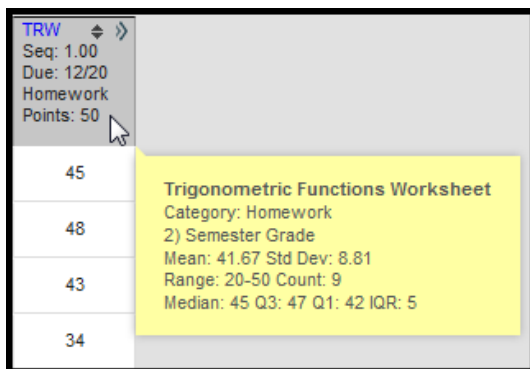 TRW
Seq: 1.00
Due: 12/20
Homework
Points: 50
45
48
43
34
Trigonometric Functions Worksheet
Category: Homework
2) Semester Grade
Mean: 41.67 Std Dev: 8.81
Range: 20-50 Count: 9
Median: 45 Q3: 47 Q1: 42 IQR: 5